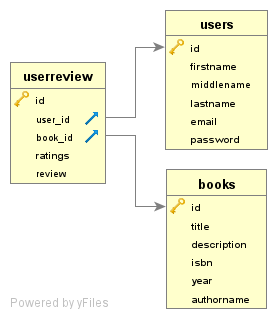 users
id
firstname
middlename
lastname
email
password
userreview
id
user_id
book_id
ratings
review
books
id
title
description
isbn
year
authorname
Powered by yFiles